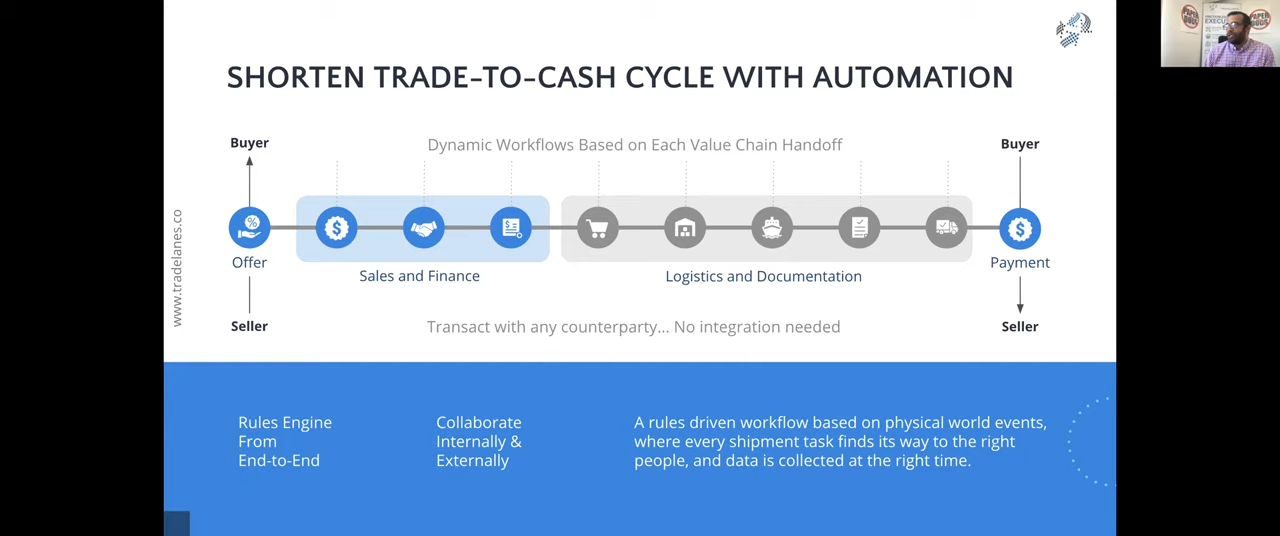 SHORTEN TRADE-TO-CASH CYCLE WITH AUTOMATION
Buyer
Dynamic Workflows Based on Each Value Chain Handoff
Buyer
www.tradelanes.co
Offer
Sales and Finance
Logistics and Documentation
Payment
Seller
Transact with any counterparty... No integration needed
Seller
Rules Engine
From
End-to-End
Collaborate
Internally &
Externally
A rules driven workflow based on physical world events,
where every shipment task finds its way to the right
people, and data is collected at the right time.